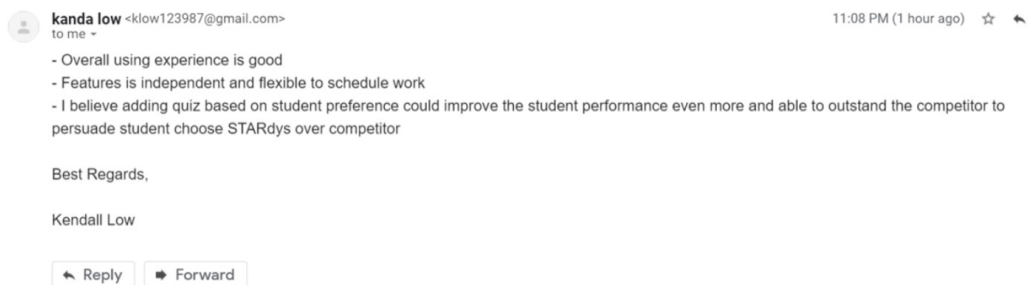 kanda low <klow123987@gmail.com>
11:08 PM (1 hour ago)
to me
- Overall using experience is good
- Features is independent and flexible to schedule work
- I believe adding quiz based on student preference could improve the student performance even more and able to outstand the competitor to
persuade student choose STARdys over competitor
Best Regards,
Kendall Low
Reply
Forward